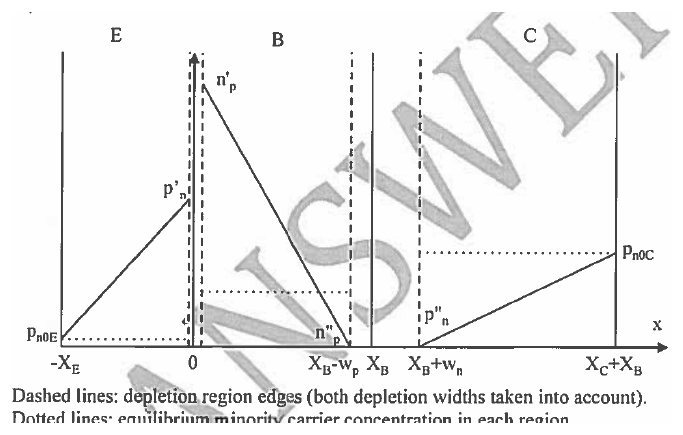 E B C
n'p
p'n
pn0C
p"n
n"p
pn0E
x
-XE 0 XB-wp XB XB+wn XC+XB
Dashed lines: depletion region edges (both depletion widths taken into account).
Dotted lines: equilibrium minority carrier concentration in each region
ANSWER